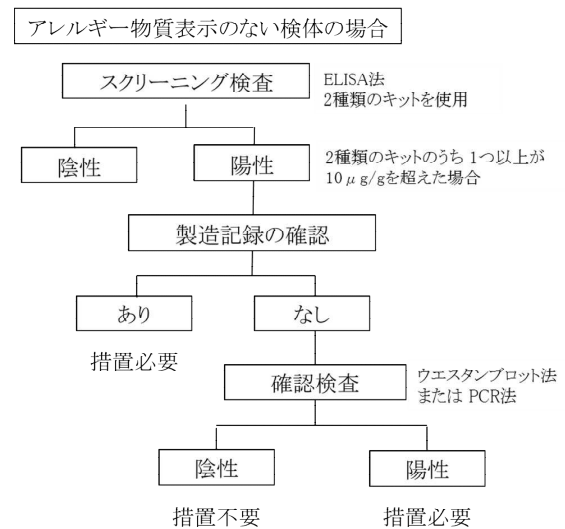 アレルギー物質表示のない検体の場合
スクリーニング検査
ELISA法
2種類のキットを使用
陰性
陽性
2種類のキットのうち 1つ以上が
10μg/gを超えた場合
製造記録の確認
あり
なし
措置必要
確認検査
ウエスタンブロット法
または PCR法
陰性
陽性
措置不要
措置必要